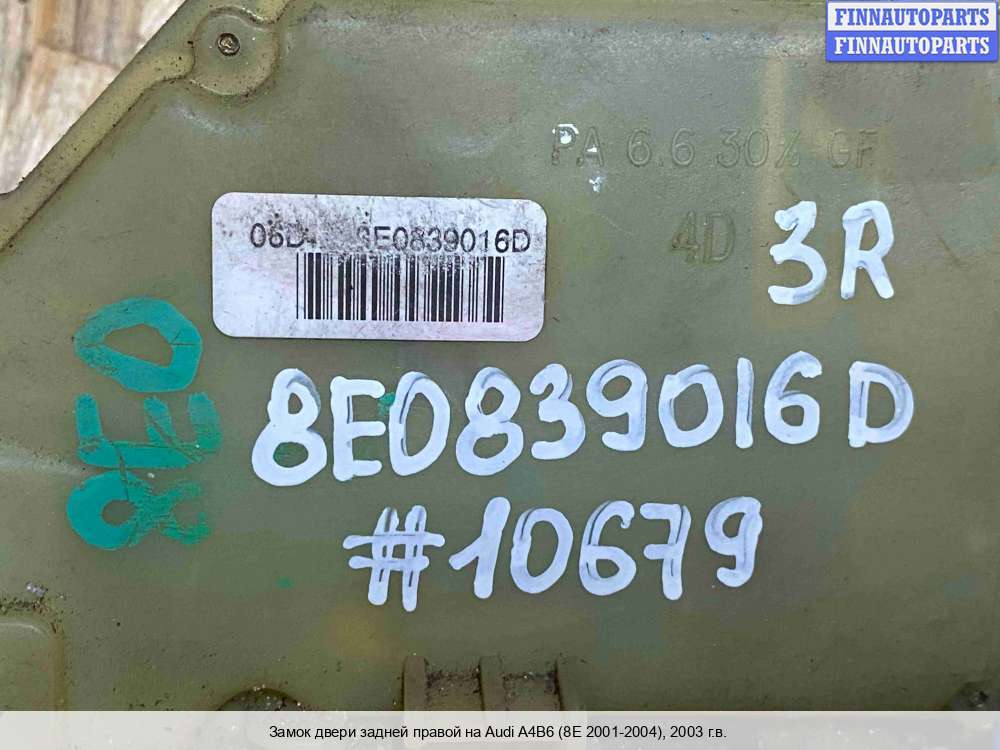 FINNAUTOPARTS
FINNAUTOPARTS
PA 6.6 30% GF
4D
3R
8E0839016D
8E0
8E0839016D
#10679
Замок двери задней правой на Audi A4B6 (8E 2001-2004), 2003 г.в.